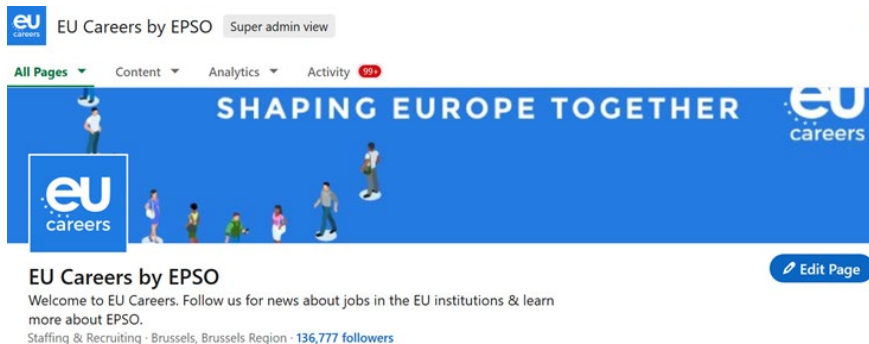 eu
careers
EU Careers by EPSO Super admin view
All Pages Content Analytics Activity 99+
SHAPING EUROPE TOGETHER
eu
careers
eu
careers
EU Careers by EPSO
Edit Page
Welcome to EU Careers. Follow us for news about jobs in the EU institutions & learn
more about EPSO.
Staffing & Recruiting · Brussels, Brussels Region · 136,777 followers